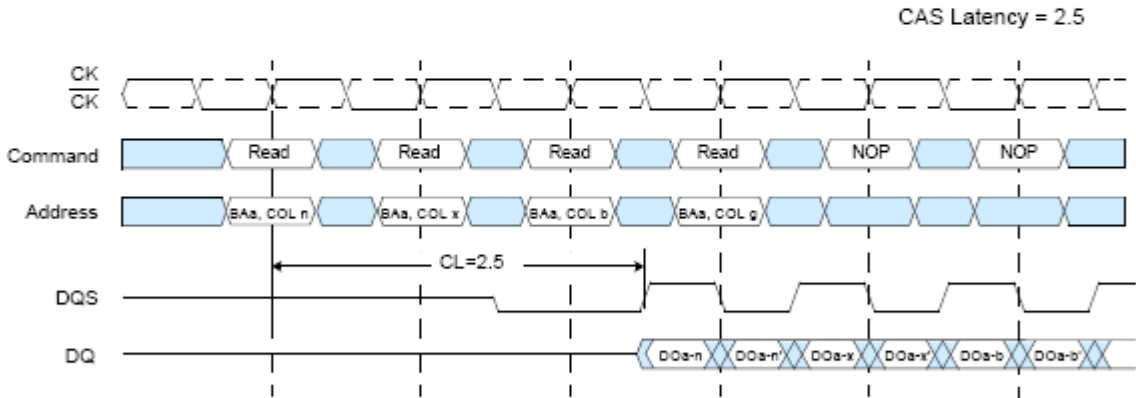 CAS Latency = 2.5
CK
CK
Command Read Read Read Read NOP NOP
Address BAa, COL n BAa, COL x BAa, COL b BAa, COL g
CL=2.5
DQS
DQ DOa-n DOa-n' DOa-x DOa-x' DOa-b DOa-b'